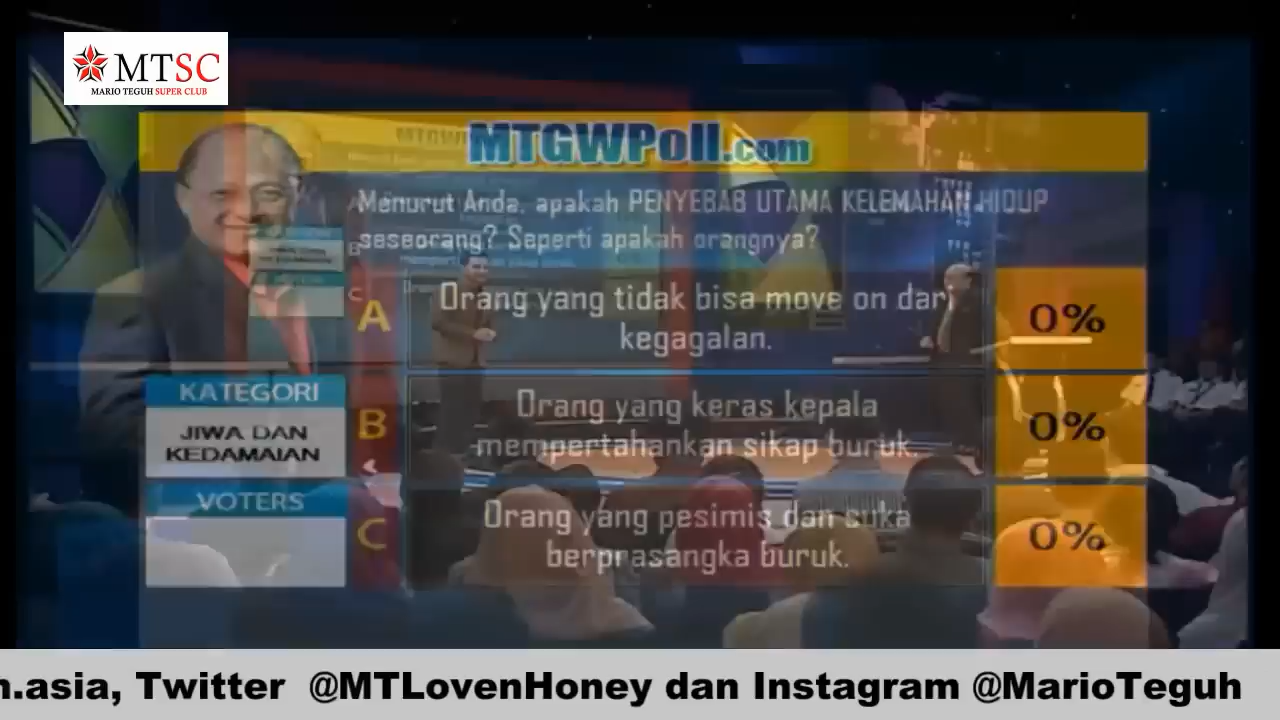 MTSC
MARIO TEGUH SUPER CLUB
MTGWPoll.com
Menurut Anda, apakah PENYEBAB UTAMA KELEMAHAN HIDUP
seseorang? Seperti apakah orangnya?
A
Orang yang tidak bisa move on dari
kegagalan.
0%
KATEGORI
JIWA DAN
KEDAMAIAN
B
Orang yang keras kepala
mempertahankan sikap buruk.
0%
VOTERS
C
Orang yang pesimis dan suka
berprasangka buruk.
0%
n.asia, Twitter @MTLovenHoney dan Instagram @MarioTeguh